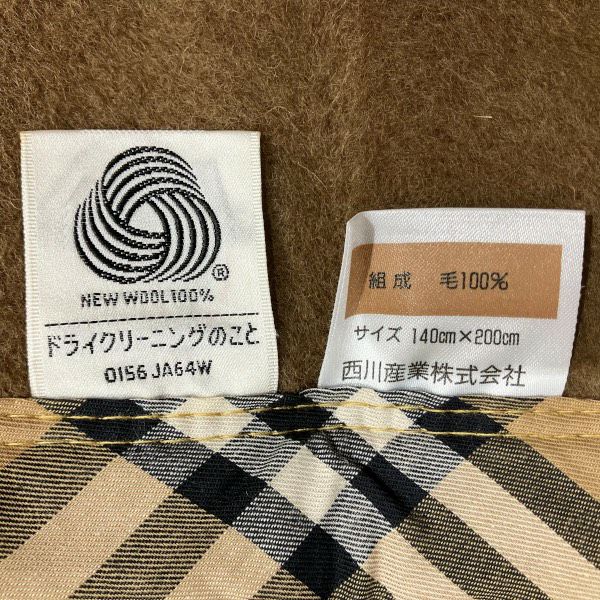 ®
NEW WOOL100%
ドライクリーニングのこと
0156 JA64W
組成 毛100%
サイズ 140cm×200cm
西川産業株式会社